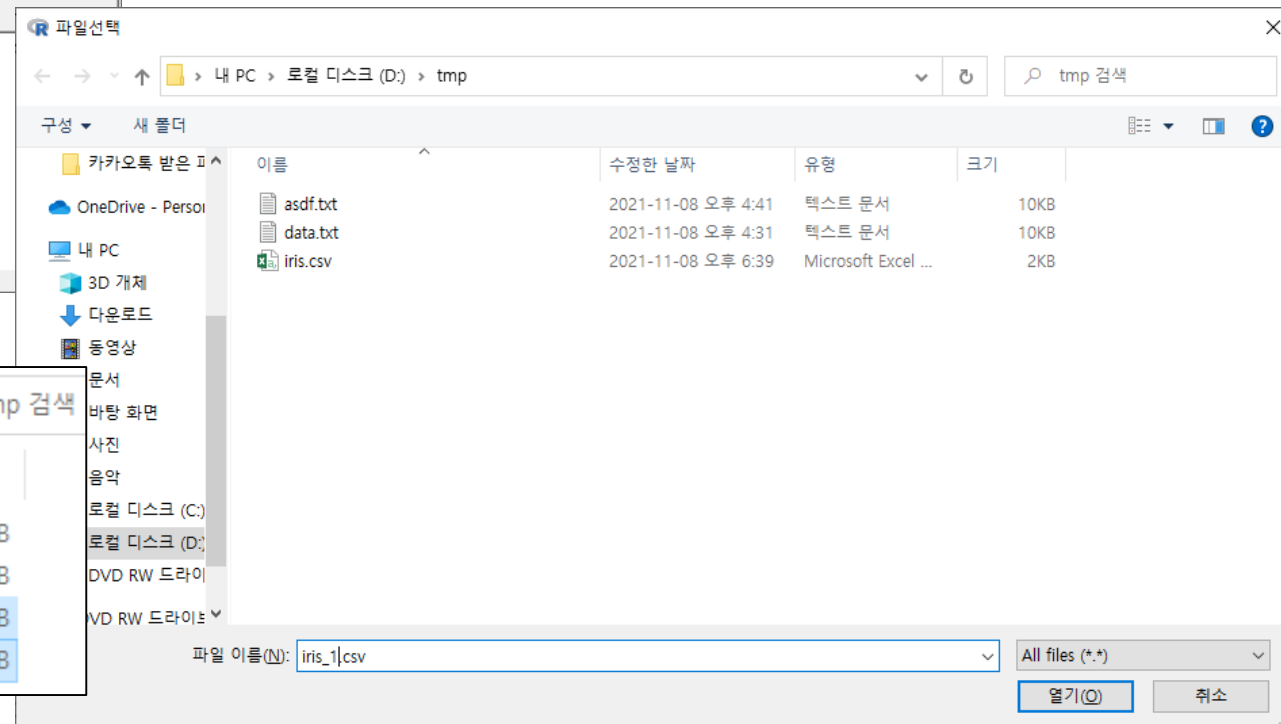 파일선택
내 PC > 로컬 디스크 (D:) > tmp
tmp 검색
구성
새 폴더
이름
수정한 날짜
유형
크기
asdf.txt
2021-11-08 오후 4:41
텍스트 문서
10KB
data.txt
2021-11-08 오후 4:31
텍스트 문서
10KB
iris.csv
2021-11-08 오후 6:39
Microsoft Excel ...
2KB
카카오톡 받은
OneDrive - Person
내 PC
3D 개체
다운로드
동영상
문서
바탕 화면
사진
음악
로컬 디스크 (C:)
로컬 디스크 (D:)
DVD RW 드라이
DVD RW 드라이브
검색
B
B
B
B
파일 이름(N):
iris_1.csv
All files (*.*)
열기(O)
취소